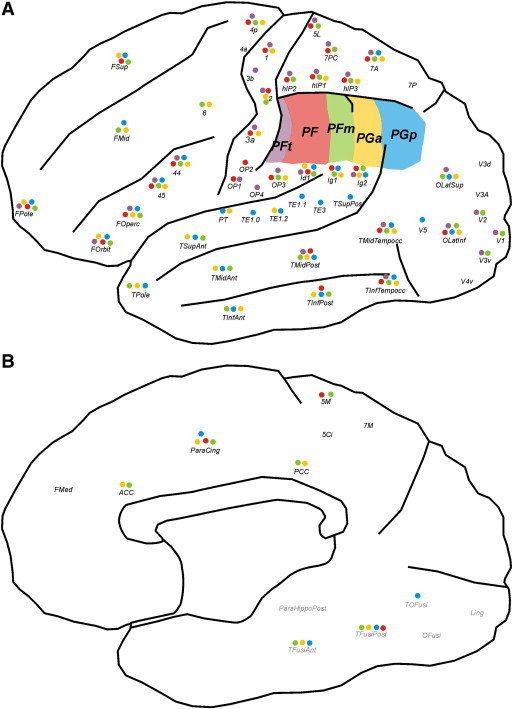 A
4p
5L
4a
1
7PC
FSup
7A
3b
hIP2
hIP1
hIP3
7P
2
6
FMid
3a
PFt
PF
PFm
PGa
PGp
44
OP2
OP1
OP3
Id1
Ig1
Ig2
V3d
45
OP4
OLatSup
TE1.1
TSupPost
V3A
FPole
FOperc
PT
TE1.0
TE1.2
TE3
V2
FOrbit
TSupAnt
TMidTempocc
V5
OLatInf
V1
TMidAnt
TMidPost
V3v
TPole
TInfTempocc
V4v
TInfAnt
TInfPost
B
5M
7M
5Ci
ParaCing
PCC
FMed
ACC
ParaHippoPost
TOFusi
Ling
TFusiPost
OFusi
TFusiAnt